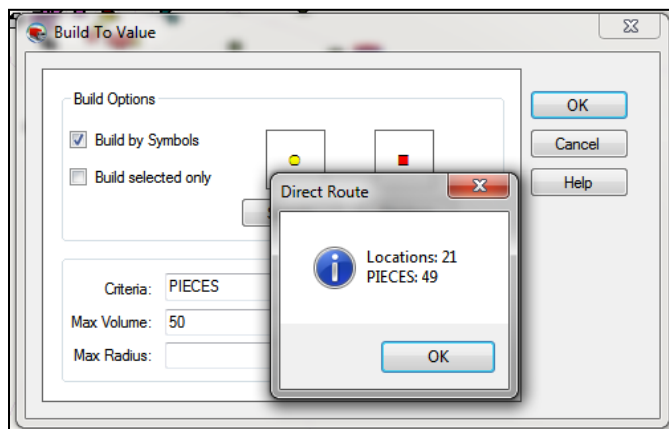 Build To Value
Build Options
Build by Symbols
Build selected only
Criteria: PIECES
Max Volume: 50
Max Radius:
OK
Cancel
Help
Direct Route
Locations: 21
PIECES: 49
OK